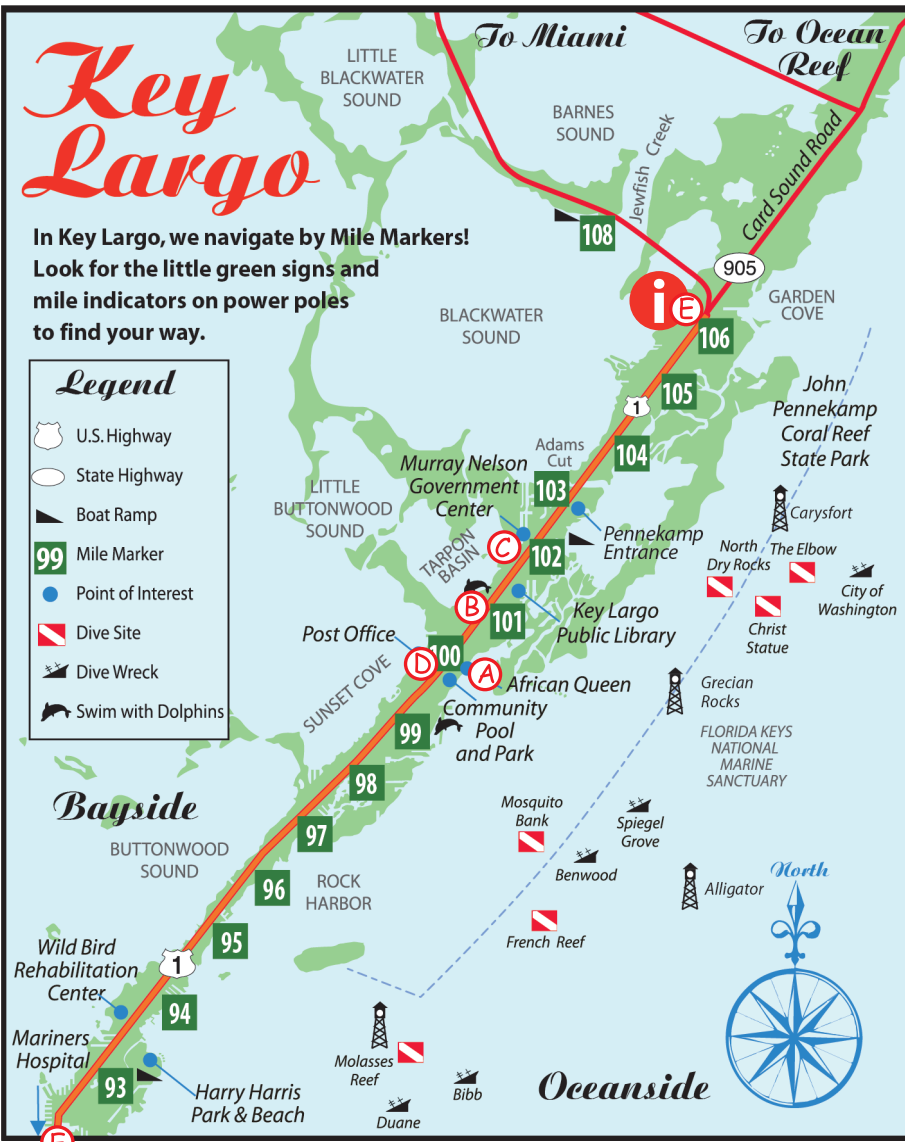 Key
Largo
In Key Largo, we navigate by Mile Markers!
Look for the little green signs and
mile indicators on power poles
to find your way.
To Miami
To Ocean
Reef
LITTLE
BLACKWATER
SOUND
BARNES
SOUND
Jewfish Creek
Card Sound Road
108
905
i
E
GARDEN
COVE
BLACKWATER
SOUND
106
105
1
104
Legend
U.S. Highway
State Highway
Boat Ramp
99
Mile Marker
Point of Interest
Dive Site
Dive Wreck
Swim with Dolphins
John
Pennekamp
Coral Reef
State Park
Adams
Cut
Murray Nelson
Government
Center
103
LITTLE
BUTTONWOOD
SOUND
Carysfort
Pennekamp
Entrance
C
102
TARPON
BASIN
North
Dry Rocks
The Elbow
City of
Washington
Christ
Statue
B
101
Key Largo
Public Library
Post Office
100
D
A
African Queen
SUNSET COVE
Community
Pool
and Park
Grecian
Rocks
99
FLORIDA KEYS
NATIONAL
MARINE
SANCTUARY
98
Bayside
97
Mosquito
Bank
Spiegel
Grove
BUTTONWOOD
SOUND
Benwood
96
ROCK
HARBOR
Alligator
North
French Reef
95
Wild Bird
Rehabilitation
Center
1
94
Mariners
Hospital
93
Harry Harris
Park & Beach
Molasses
Reef
Bibb
Duane
Oceanside